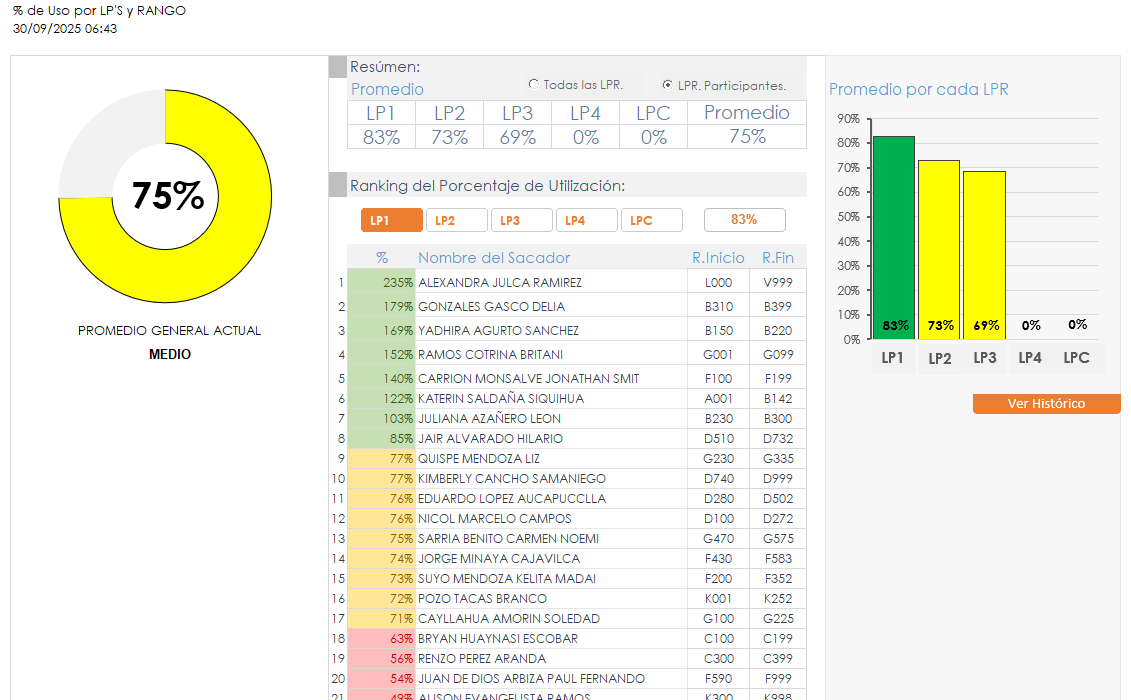 % de Uso por LP'S y RANGO
30/09/2025 06:43
75%
PROMEDIO GENERAL ACTUAL
MEDIO
Resúmen:
Promedio
Todas las LPR.
LPR. Participantes.
LP1 LP2 LP3 LP4 LPC Promedio
83% 73% 69% 0% 0% 75%
Ranking del Porcentaje de Utilización:
LP1 LP2 LP3 LP4 LPC 83%
% Nombre del Sacador R.Inicio R.Fin
1 235% ALEXANDRA JULCA RAMIREZ L000 V999
2 179% GONZALES GASCO DELIA B310 B399
3 169% YADHIRA AGURTO SANCHEZ B150 B220
4 152% RAMOS COTRINA BRITANI G001 G099
5 140% CARRION MONSALVE JONATHAN SMIT F100 F199
6 122% KATERIN SALDAÑA SIQUIHUA A001 B142
7 103% JULIANA AZAÑERO LEON B230 B300
8 85% JAIR ALVARADO HILARIO D510 D732
9 77% QUISPE MENDOZA LIZ G230 G335
10 77% KIMBERLY CANCHO SAMANIEGO D740 D999
11 76% EDUARDO LOPEZ AUCAPUCCLLA D280 D502
12 76% NICOL MARCELO CAMPOS D100 D272
13 75% SARRIA BENITO CARMEN NOEMI G470 G575
14 74% JORGE MINAYA CAJAVILCA F430 F583
15 73% SUYO MENDOZA KELITA MADAI F200 F352
16 72% POZO TACAS BRANCO K001 K252
17 71% CAYLLAHUA AMORIN SOLEDAD G100 G225
18 63% BRYAN HUAYNASI ESCOBAR C100 C199
19 56% RENZO PEREZ ARANDA C300 C399
20 54% JUAN DE DIOS ARBIZA PAUL FERNANDO F590 F999
21 49% ALISON EVANGELISTA RAMOS K300 K998
Promedio por cada LPR
90%
80%
70%
60%
50%
40%
30%
20%
10%
0%
83% 73% 69% 0% 0%
LP1 LP2 LP3 LP4 LPC
Ver Histórico